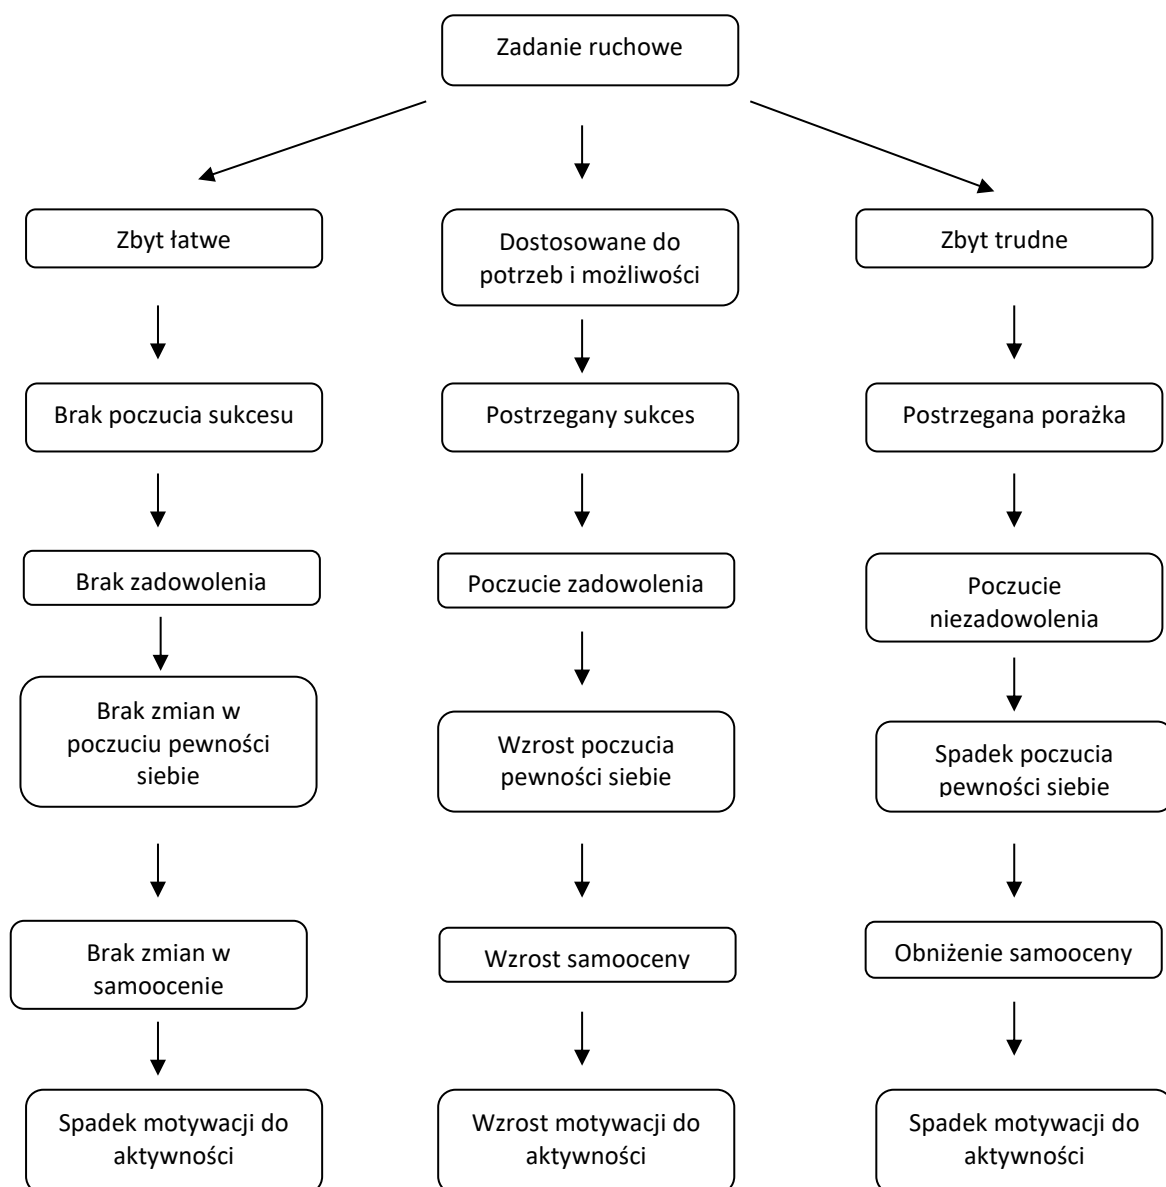 Zadanie ruchowe
Zbyt łatwe
Dostosowane do
potrzeb i możliwości
Zbyt trudne
Brak poczucia sukcesu
Postrzegany sukces
Postrzegana porażka
Brak zadowolenia
Poczucie zadowolenia
Poczucie
niezadowolenia
Brak zmian w
poczuciu pewności
siebie
Wzrost poczucia
pewności siebie
Spadek poczucia
pewności siebie
Brak zmian w
samoocenie
Wzrost samooceny
Obniżenie samooceny
Spadek motywacji do
aktywności
Wzrost motywacji do
aktywności
Spadek motywacji do
aktywności